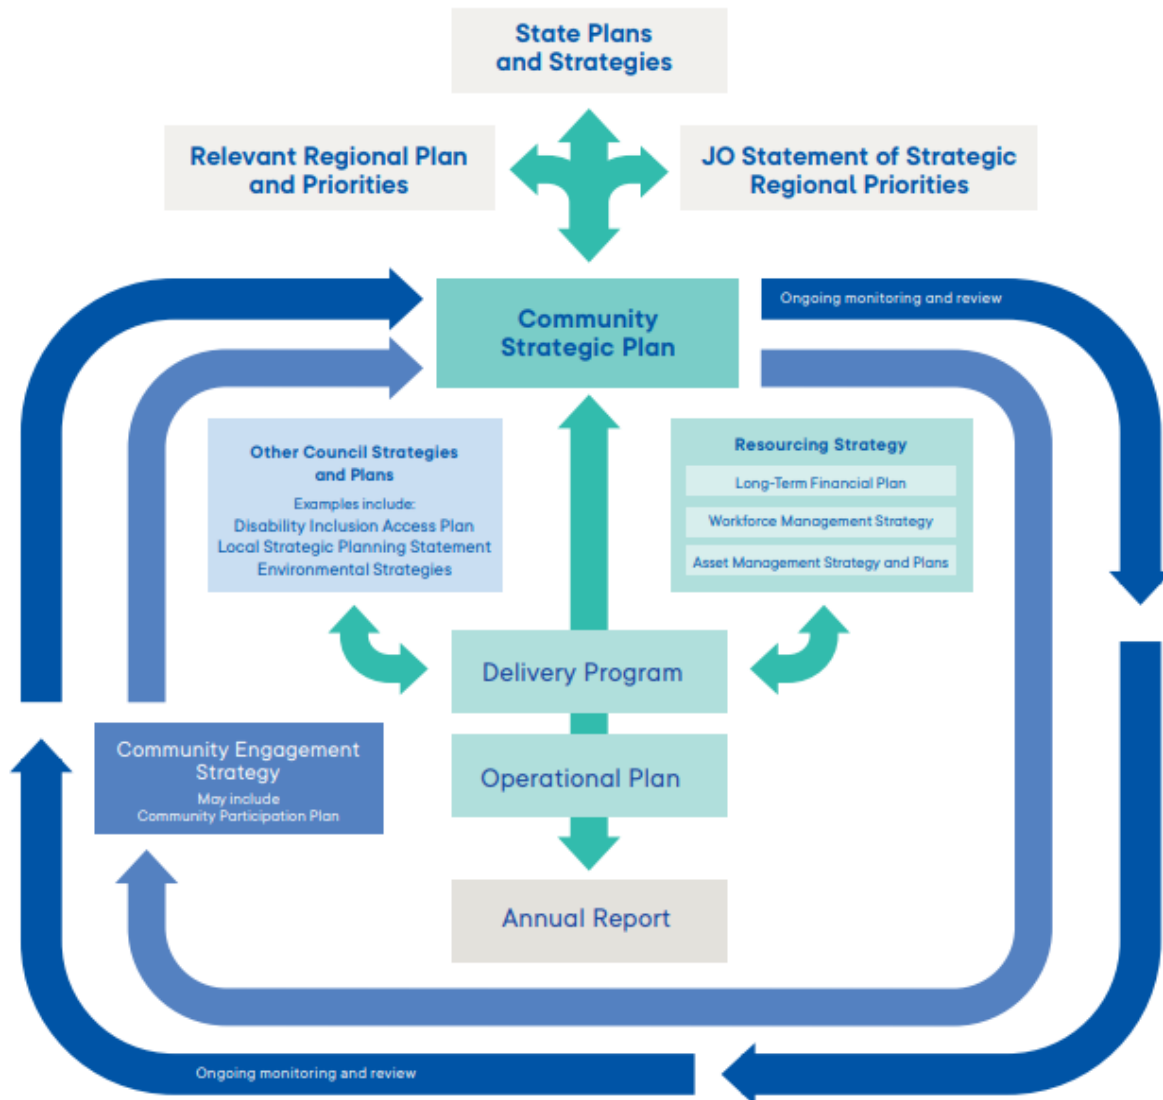 State Plans
and Strategies
Relevant Regional Plan
and Priorities
JO Statement of Strategic
Regional Priorities
Community
Strategic Plan
Ongoing monitoring and review
Other Council Strategies
and Plans
Examples include:
Disability Inclusion Access Plan
Local Strategic Planning Statement
Environmental Strategies
Resourcing Strategy
Long-Term Financial Plan
Workforce Management Strategy
Asset Management Strategy and Plans
Delivery Program
Community Engagement
Strategy
May include
Community Participation Plan
Operational Plan
Annual Report
Ongoing monitoring and review